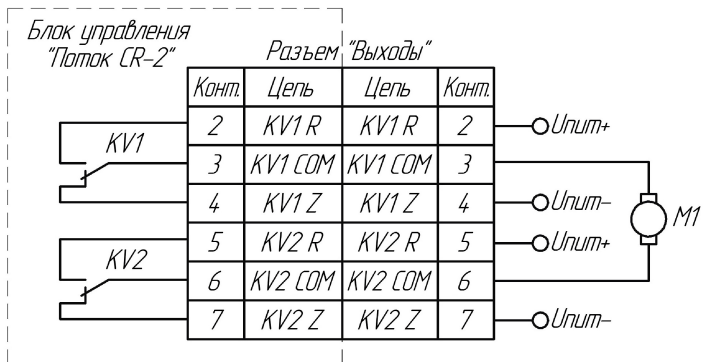 Блок управления
"Поток CR-2"
Разъем "Выходы"
Конт. Цепь Цепь Конт.
2 KV1 R KV1 R 2 Uпит+
KV1
3 KV1 COM KV1 COM 3
4 KV1 Z KV1 Z 4 Uпит-
M1
5 KV2 R KV2 R 5 Uпит+
KV2
6 KV2 COM KV2 COM 6
7 KV2 Z KV2 Z 7 Uпит-